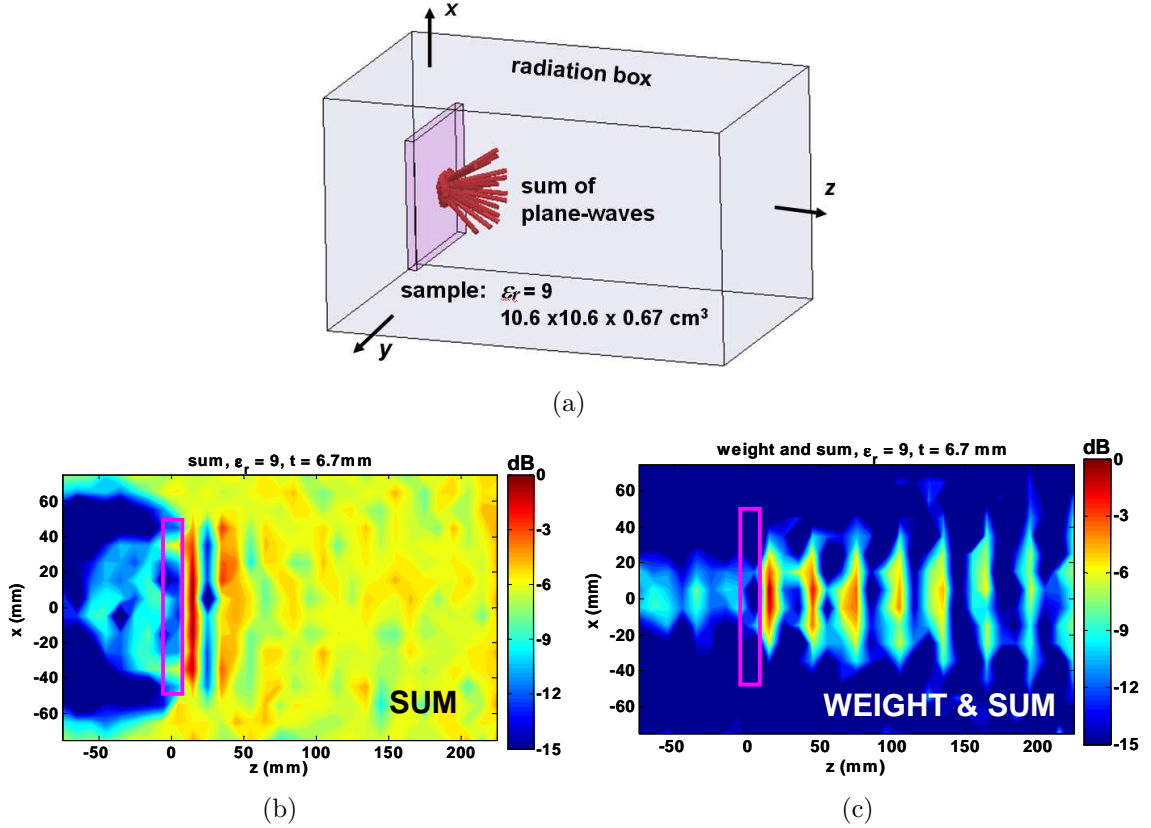 x
radiation box
z
sum of
plane-waves
sample: εr = 9
10.6 x10.6 x 0.67 cm³
y
(a)
sum, εr = 9, t = 6.7mm
dB
0
-3
-6
-9
-12
-15
60
40
20
0
-20
-40
-60
x (mm)
SUM
-50 0 50 100 150 200
z (mm)
(b)
weight and sum, εr = 9, t = 6.7 mm
dB
0
-3
-6
-9
-12
-15
60
40
20
0
-20
-40
-60
x (mm)
WEIGHT & SUM
-50 0 50 100 150 200
z (mm)
(c)